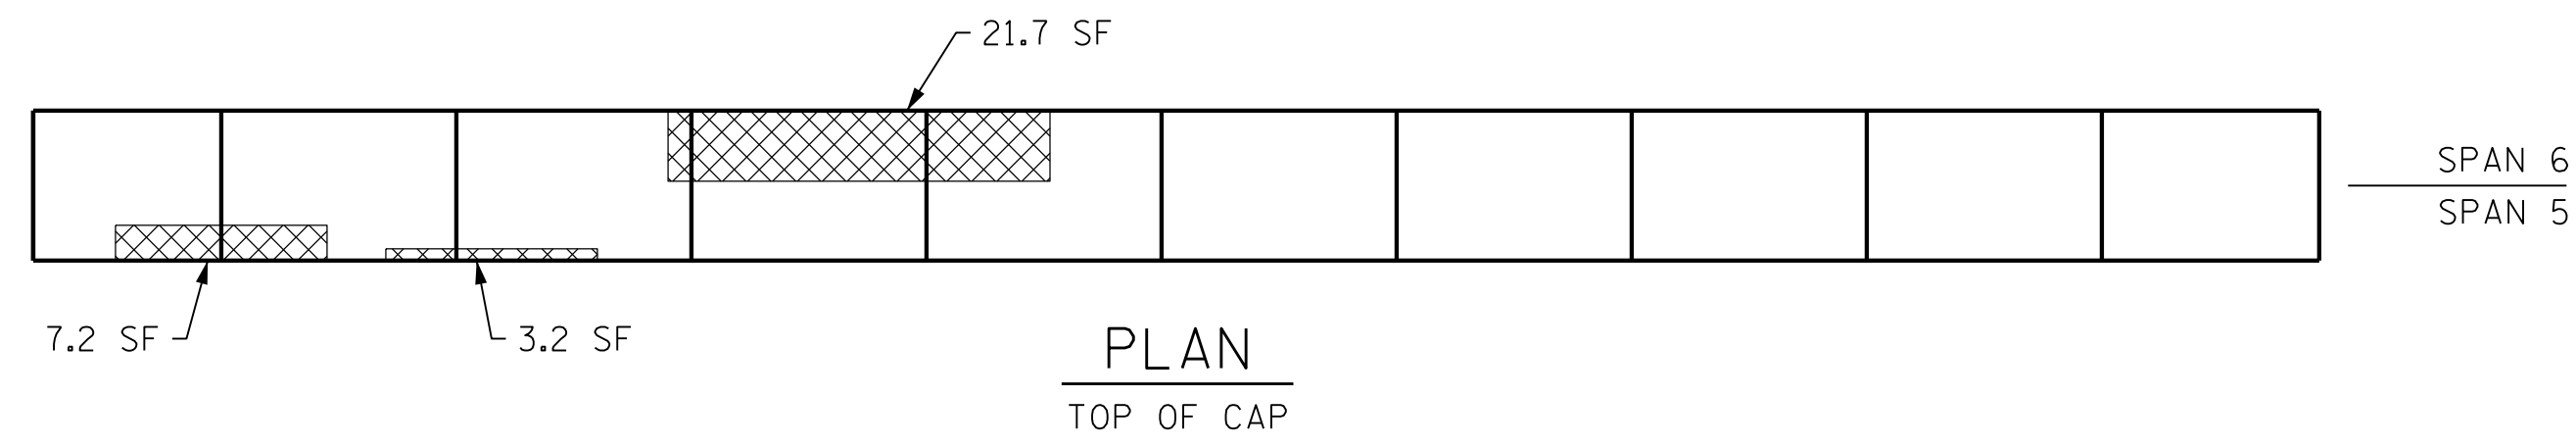 21.7 SF
SPAN 6
SPAN 5
7.2 SF
3.2 SF
PLAN
TOP OF CAP